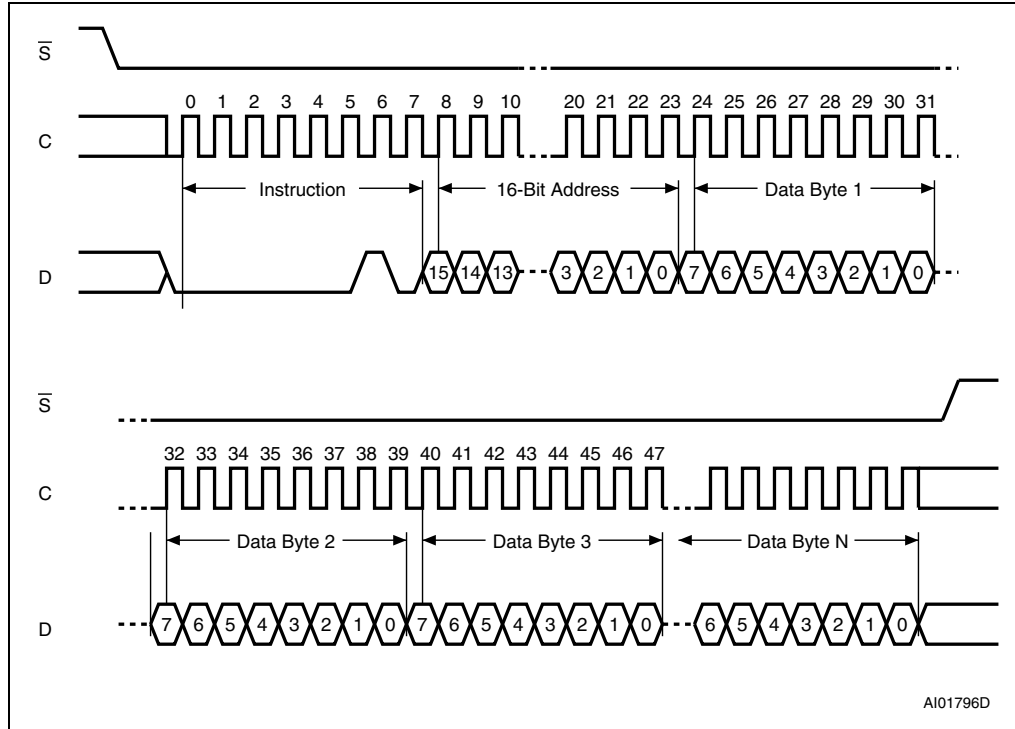 S
0 1 2 3 4 5 6 7 8 9 10 20 21 22 23 24 25 26 27 28 29 30 31
C
Instruction 16-Bit Address Data Byte 1
D 15 14 13 3 2 1 0 7 6 5 4 3 2 1 0
S
32 33 34 35 36 37 38 39 40 41 42 43 44 45 46 47
C
Data Byte 2 Data Byte 3 Data Byte N
D 7 6 5 4 3 2 1 0 7 6 5 4 3 2 1 0 6 5 4 3 2 1 0
AI01796D